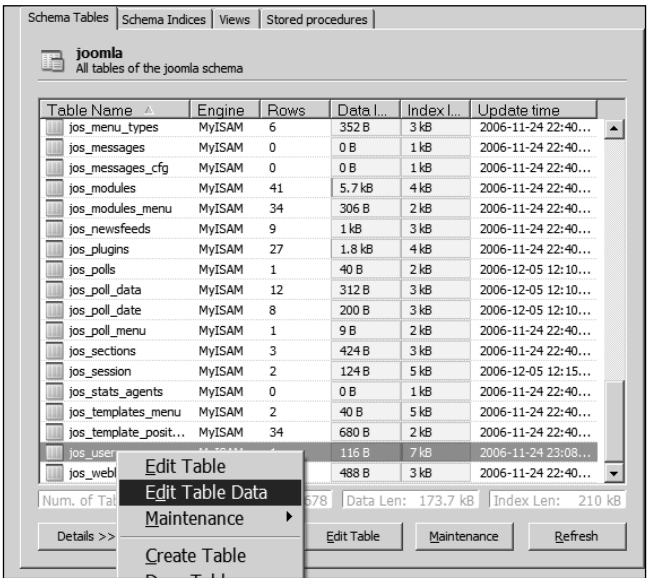 Schema Tables Schema Indices Views Stored procedures
joomla
All tables of the joomla schema
Table Name Engine Rows Data l... Index l... Update time
jos_menu_types MyISAM 6 352 B 3 kB 2006-11-24 22:40...
jos_messages MyISAM 0 0 B 1 kB 2006-11-24 22:40...
jos_messages_cfg MyISAM 0 0 B 1 kB 2006-11-24 22:40...
jos_modules MyISAM 41 5.7 kB 4 kB 2006-11-24 22:40...
jos_modules_menu MyISAM 34 306 B 2 kB 2006-11-24 22:40...
jos_newsfeeds MyISAM 9 1 kB 3 kB 2006-11-24 22:40...
jos_plugins MyISAM 27 1.8 kB 4 kB 2006-11-24 22:40...
jos_polls MyISAM 1 40 B 2 kB 2006-12-05 12:10...
jos_poll_data MyISAM 12 312 B 3 kB 2006-12-05 12:10...
jos_poll_date MyISAM 8 200 B 3 kB 2006-12-05 12:10...
jos_poll_menu MyISAM 1 9 B 2 kB 2006-11-24 22:40...
jos_sections MyISAM 3 424 B 3 kB 2006-11-24 22:40...
jos_session MyISAM 2 124 B 5 kB 2006-12-05 12:15...
jos_stats_agents MyISAM 0 0 B 1 kB 2006-11-24 22:40...
jos_templates_menu MyISAM 2 40 B 5 kB 2006-11-24 22:40...
jos_template_posit... MyISAM 34 680 B 2 kB 2006-11-24 22:40...
jos_user 116 B 7 kB 2006-11-24 23:08...
jos_webl 488 B 3 kB 2006-11-24 22:40...
Num. of Tab 678 Data Len: 173.7 kB Index Len: 210 kB
Edit Table
Edit Table Data
Maintenance
Create Table
Details >> Edit Table Maintenance Refresh